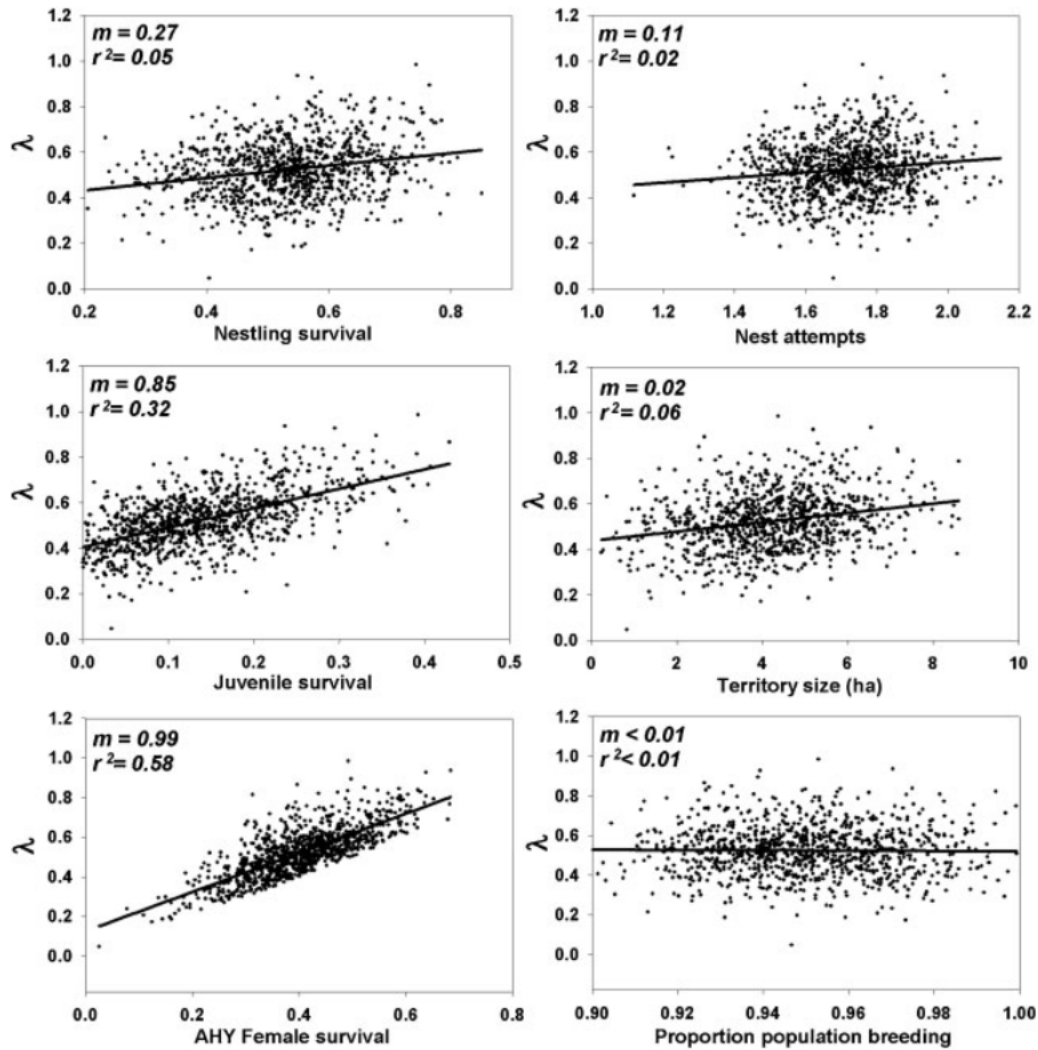 m = 0.27
r² = 0.05
1.2
1.0
0.8
0.6
0.4
0.2
0.0
λ
0.2 0.4 0.6 0.8
Nestling survival
m = 0.11
r² = 0.02
1.2
1.0
0.8
0.6
0.4
0.2
0.0
λ
1.0 1.2 1.4 1.6 1.8 2.0 2.2
Nest attempts
m = 0.85
r² = 0.32
1.2
1.0
0.8
0.6
0.4
0.2
0.0
λ
0.0 0.1 0.2 0.3 0.4 0.5
Juvenile survival
m = 0.02
r² = 0.06
1.2
1.0
0.8
0.6
0.4
0.2
0.0
λ
0 2 4 6 8 10
Territory size (ha)
m = 0.99
r² = 0.58
1.2
1.0
0.8
0.6
0.4
0.2
0.0
λ
0.0 0.2 0.4 0.6 0.8
AHY Female survival
m < 0.01
r² < 0.01
1.2
1.0
0.8
0.6
0.4
0.2
0.0
λ
0.90 0.92 0.94 0.96 0.98 1.00
Proportion population breeding